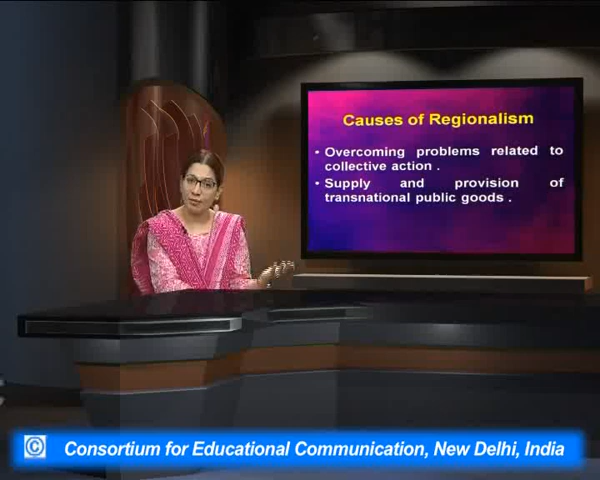 Causes of Regionalism
• Overcoming problems related to
collective action .
• Supply and provision of
transnational public goods .
© Consortium for Educational Communication, New Delhi, India